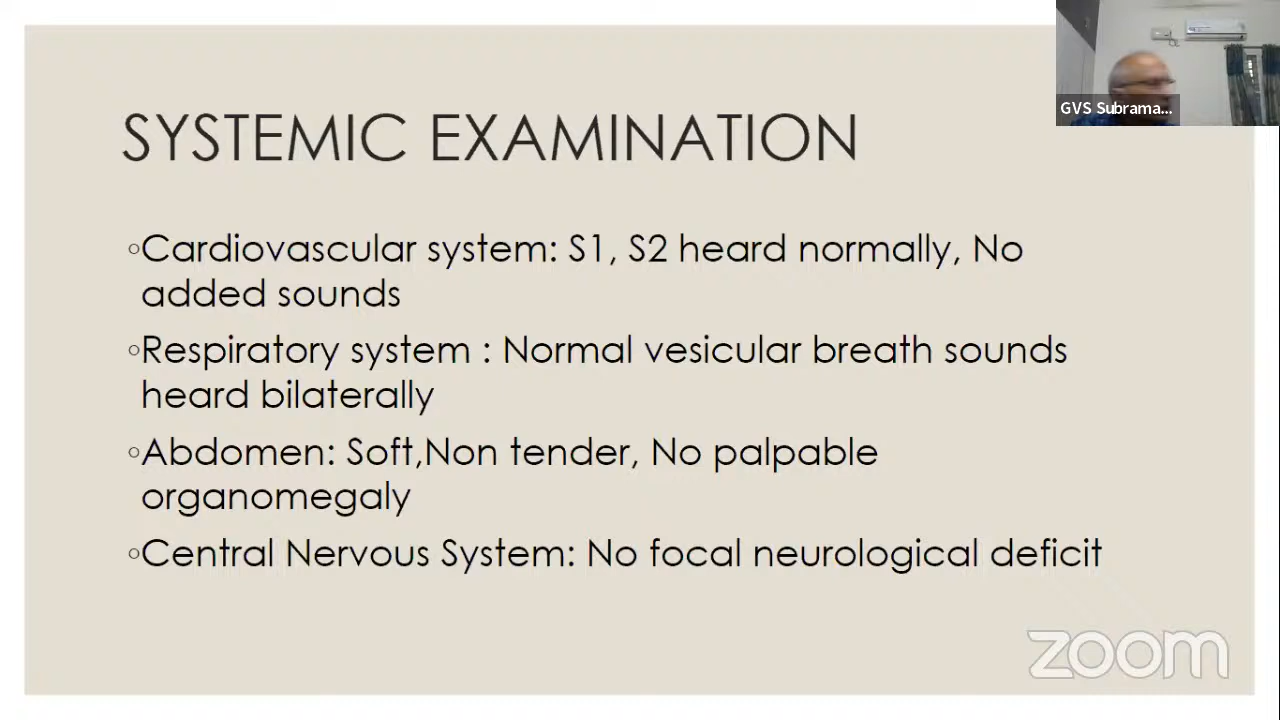 GVS Subrama...
SYSTEMIC EXAMINATION
◦Cardiovascular system: S1, S2 heard normally, No
added sounds
◦Respiratory system : Normal vesicular breath sounds
heard bilaterally
◦Abdomen: Soft,Non tender, No palpable
organomegaly
◦Central Nervous System: No focal neurological deficit
zoom